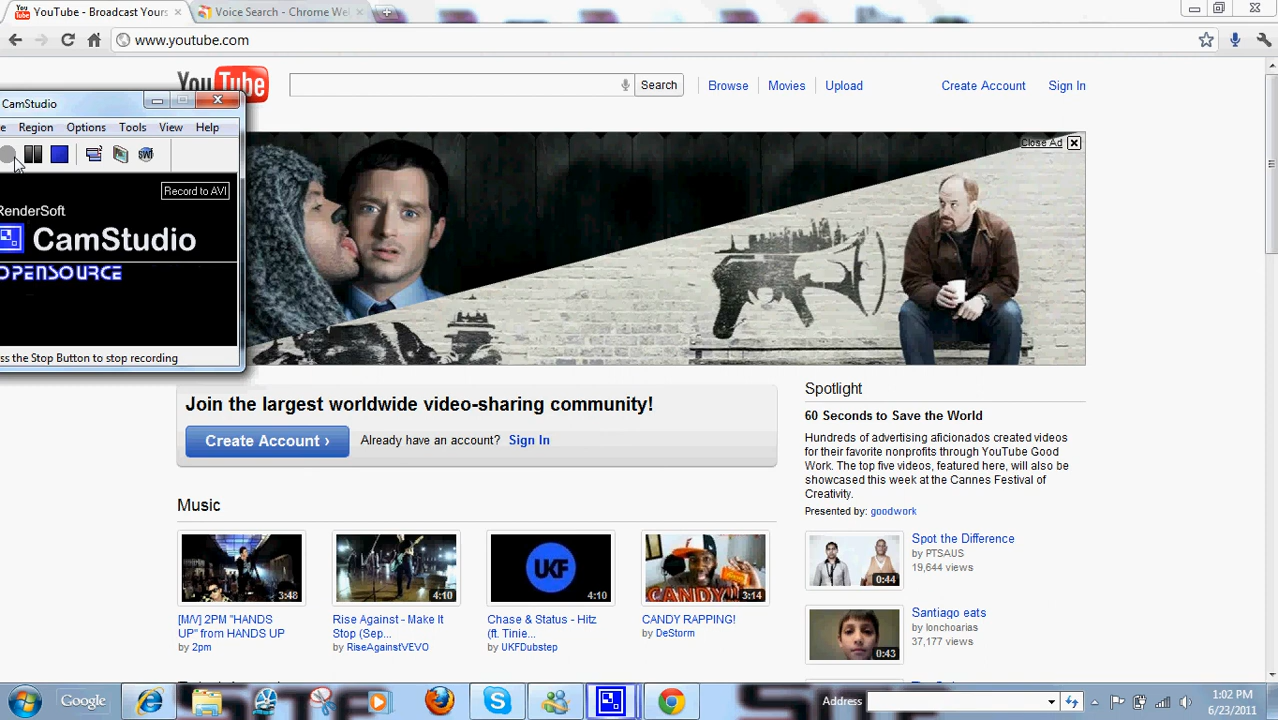 YouTube - Broadcast Yours
Voice Search - Chrome We
www.youtube.com
YouTube
Search
Browse
Movies
Upload
Create Account
Sign In
CamStudio
Region
Options
Tools
View
Help
Close Ad
Record to AVI
RenderSoft
CamStudio
OPENSOURCE
ss the Stop Button to stop recording
Join the largest worldwide video-sharing community!
Create Account ›
Already have an account? Sign In
Spotlight
60 Seconds to Save the World
Hundreds of advertising aficionados created videos
for their favorite nonprofits through YouTube Good
Work. The top five videos, featured here, will also be
showcased this week at the Cannes Festival of
Creativity.
Presented by: goodwork
Music
3:48
4:10
UKF
4:10
CANDY
3:14
[M/V] 2PM "HANDS
UP" from HANDS UP
by 2pm
Rise Against - Make It
Stop (Sep...
by RiseAgainstVEVO
Chase & Status - Hitz
(ft. Tinie...
by UKFDubstep
CANDY RAPPING!
by DeStorm
0:44
Spot the Difference
by PTSAUS
19,644 views
0:43
Santiago eats
by lonchoarias
37,177 views
Google
Address
1:02 PM
6/23/2011